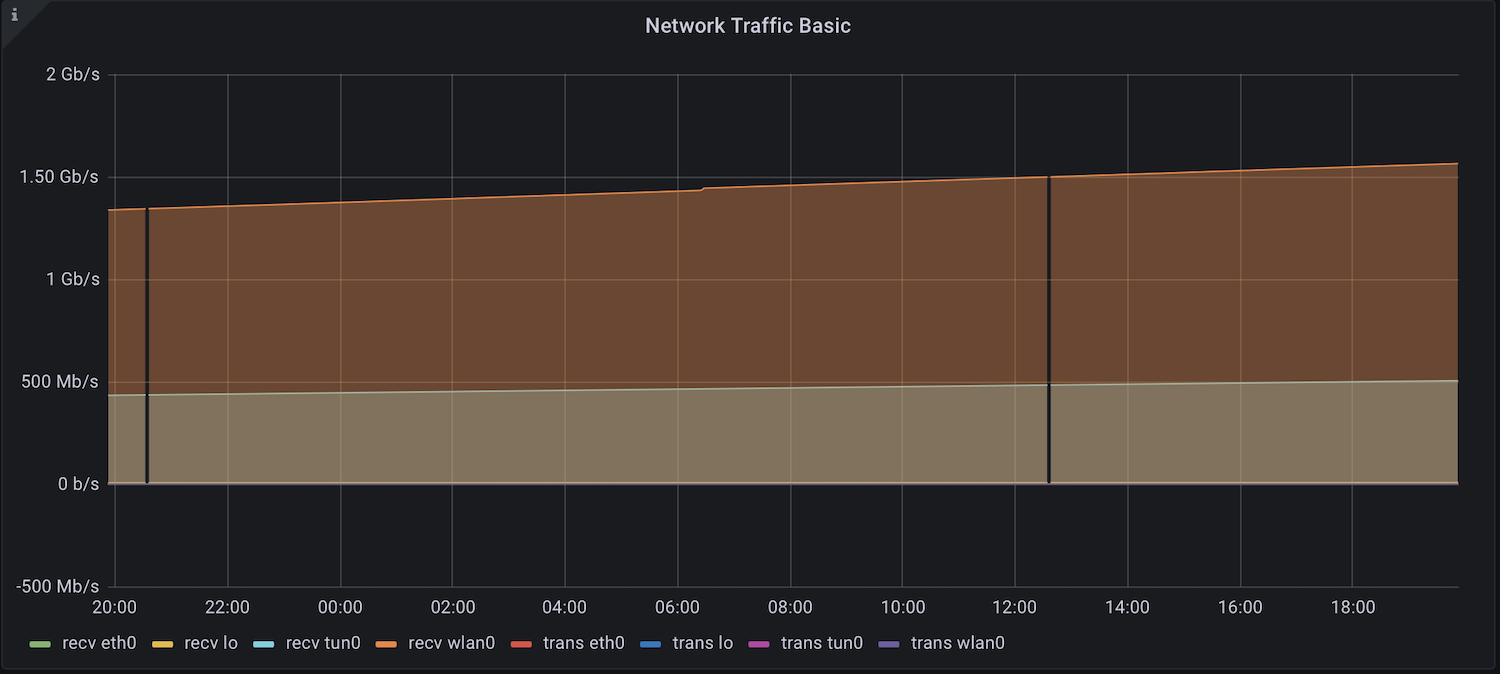 i
Network Traffic Basic
2 Gb/s
1.50 Gb/s
1 Gb/s
500 Mb/s
0 b/s
-500 Mb/s
20:00 22:00 00:00 02:00 04:00 06:00 08:00 10:00 12:00 14:00 16:00 18:00
recv eth0 recv lo recv tun0 recv wlan0 trans eth0 trans lo trans tun0 trans wlan0